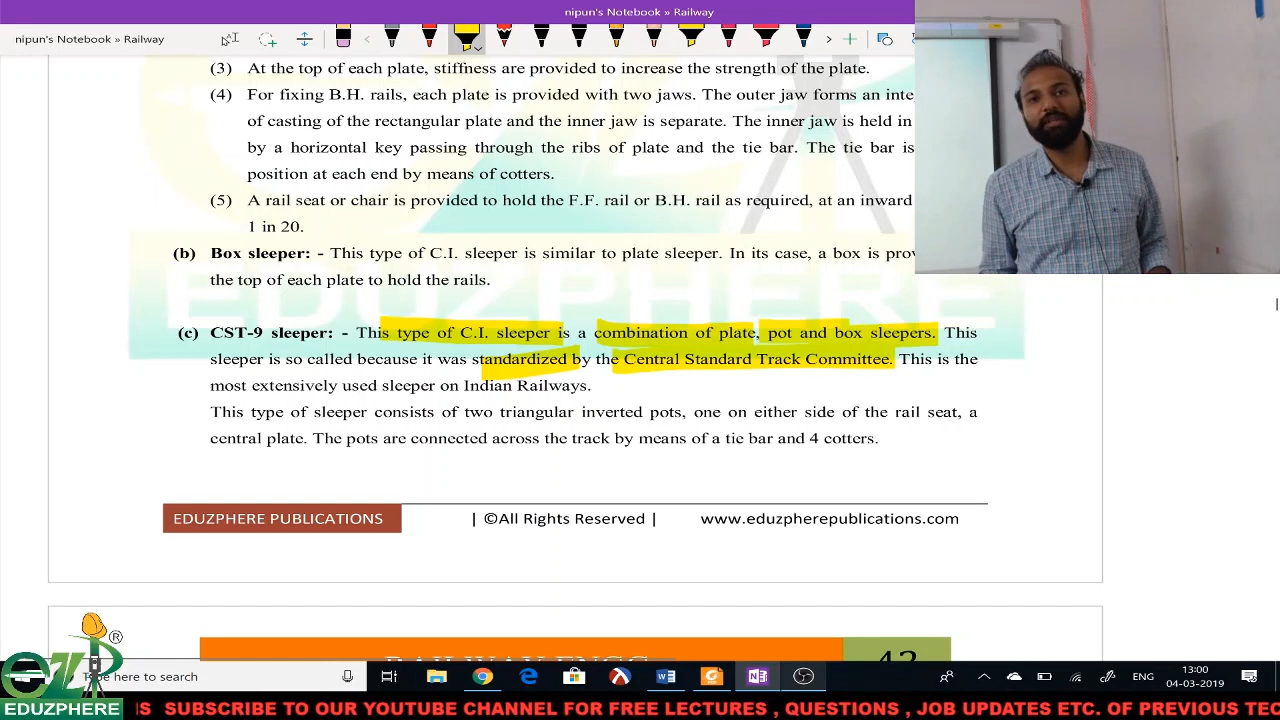 nipun's Notebook » Railway
nipun's Notebook » Railway
(3) At the top of each plate, stiffness are provided to increase the strength of the plate.
(4) For fixing B.H. rails, each plate is provided with two jaws. The outer jaw forms an inte
of casting of the rectangular plate and the inner jaw is separate. The inner jaw is held in
by a horizontal key passing through the ribs of plate and the tie bar. The tie bar is
position at each end by means of cotters.
(5) A rail seat or chair is provided to hold the F.F. rail or B.H. rail as required, at an inward
1 in 20.
(b) Box sleeper: - This type of C.I. sleeper is similar to plate sleeper. In its case, a box is prov
the top of each plate to hold the rails.
EDUZPHERE
(c) CST-9 sleeper: - This type of C.I. sleeper is a combination of plate, pot and box sleepers. This
sleeper is so called because it was standardized by the Central Standard Track Committee. This is the
most extensively used sleeper on Indian Railways.
This type of sleeper consists of two triangular inverted pots, one on either side of the rail seat, a
central plate. The pots are connected across the track by means of a tie bar and 4 cotters.
EDUZPHERE PUBLICATIONS | ©All Rights Reserved | www.eduzpherepublications.com
RAILWAY ENGG 42
EZ ®
Type here to search
ENG
13:00
04-03-2019
EDUZPHERE
IS SUBSCRIBE TO OUR YOUTUBE CHANNEL FOR FREE LECTURES , QUESTIONS , JOB UPDATES ETC. OF PREVIOUS TEC